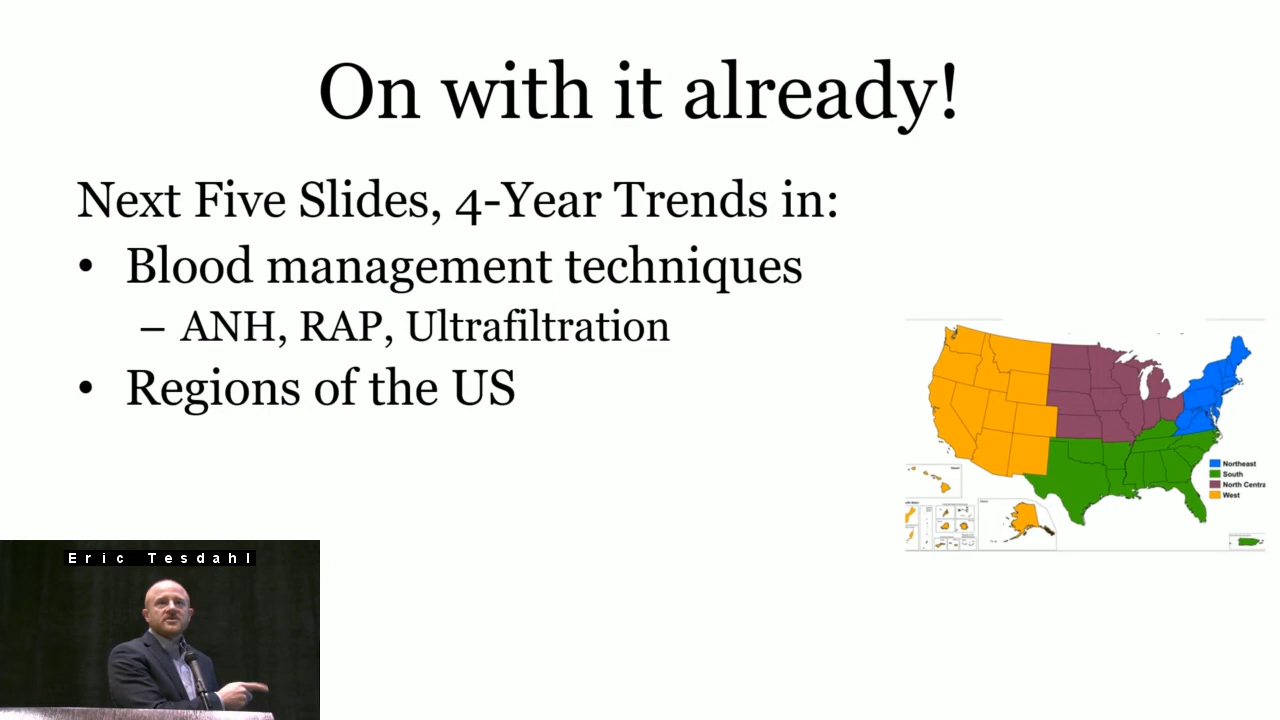 On with it already!
Next Five Slides, 4-Year Trends in:
• Blood management techniques
– ANH, RAP, Ultrafiltration
• Regions of the US
Northeast
South
North Centra
West
Eric Tesdahl